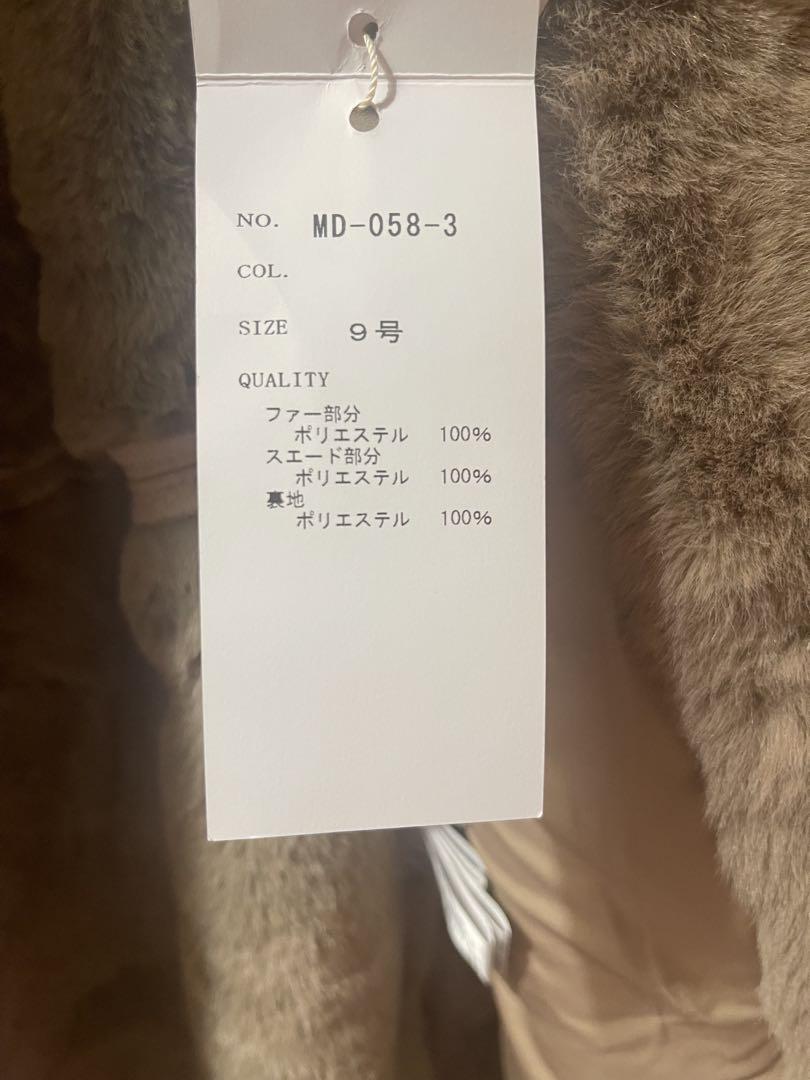 NO. MD-058-3
COL.
SIZE 9号
QUALITY
ファー部分
ポリエステル 100%
スエード部分
ポリエステル 100%
裏地
ポリエステル 100%